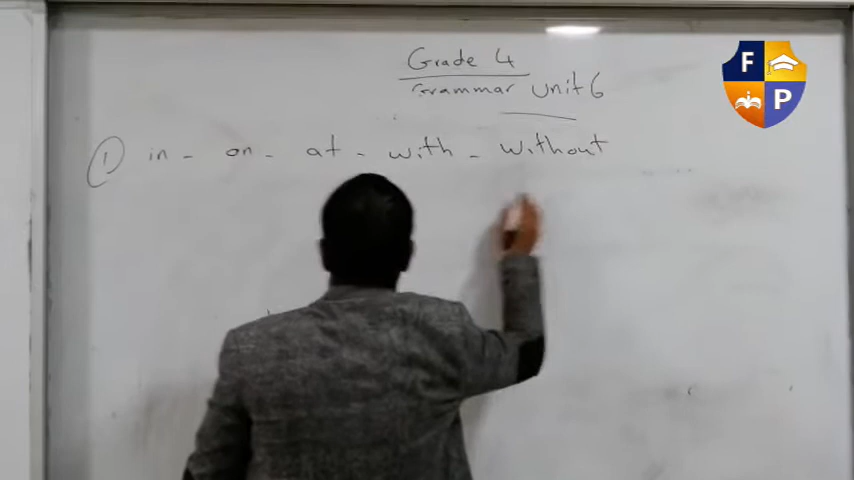 Grade 4
Grammar Unit 6
① in - on - at - with - without
F
P